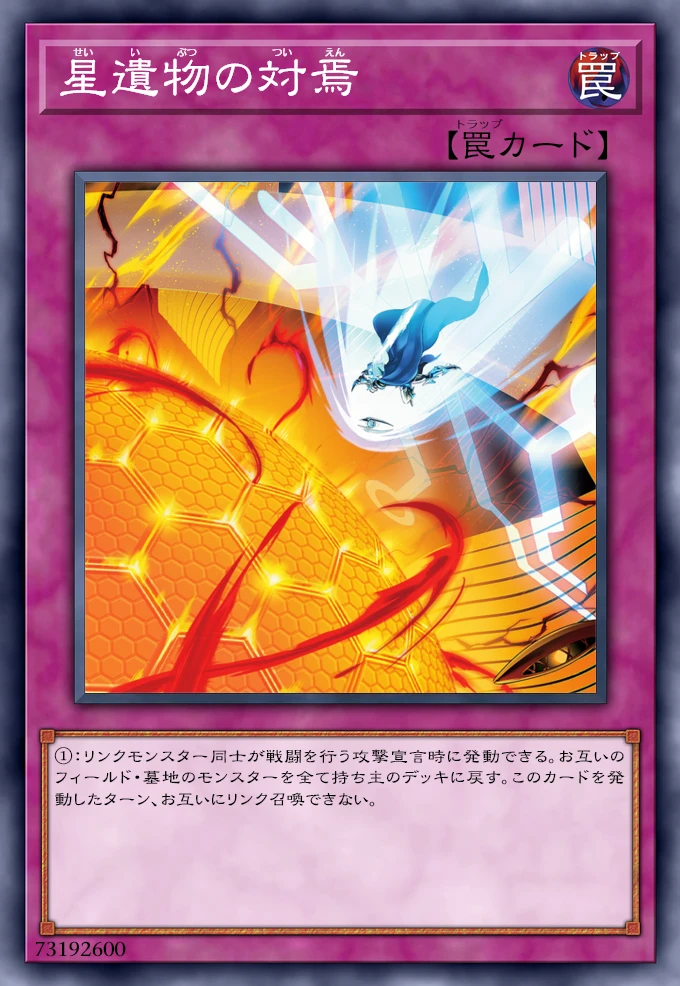 せい い ぶつ つい えん
星遺物の対焉
トラップ
罠
トラップ
【罠カード】
①:リンクモンスター同士が戦闘を行う攻撃宣言時に発動できる。お互いの
フィールド・墓地のモンスターを全て持ち主のデッキに戻す。このカードを発
動したターン、お互いにリンク召喚できない。
73192600